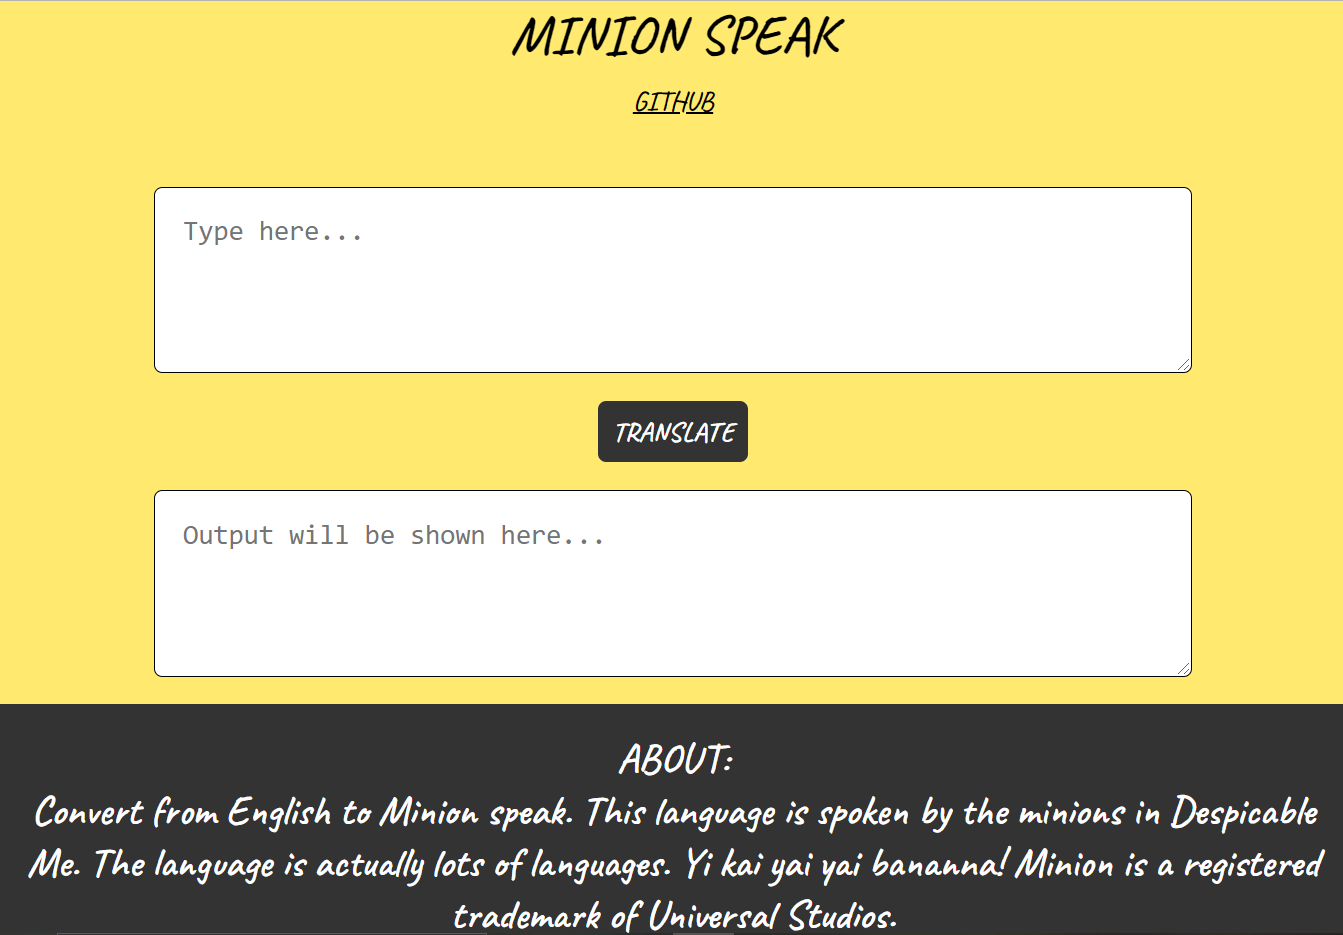 MINION SPEAK
GITHUB
Type here...
TRANSLATE
Output will be shown here...
ABOUT:
Convert from English to Minion speak. This language is spoken by the minions in Despicable
Me. The language is actually lots of languages. Yi kai yai yai bananna! Minion is a registered
trademark of Universal Studios.